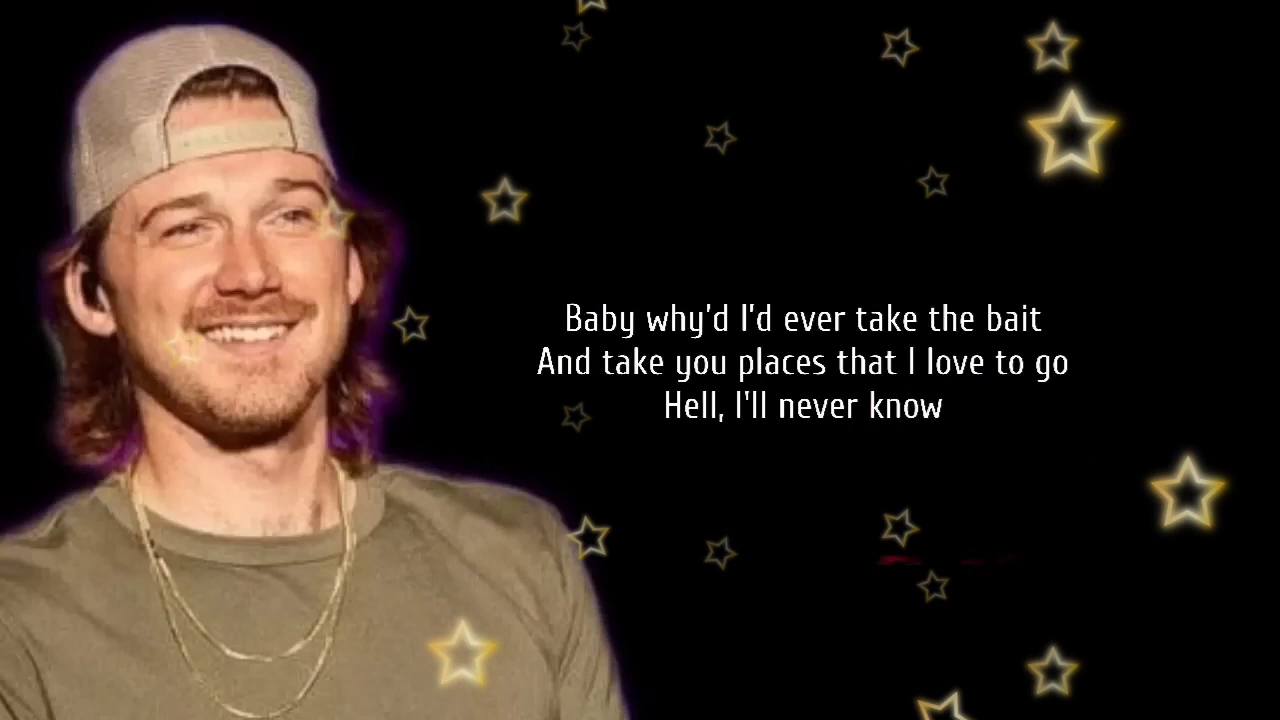 Baby why'd I'd ever take the bait
And take you places that I love to go
Hell, I'll never know